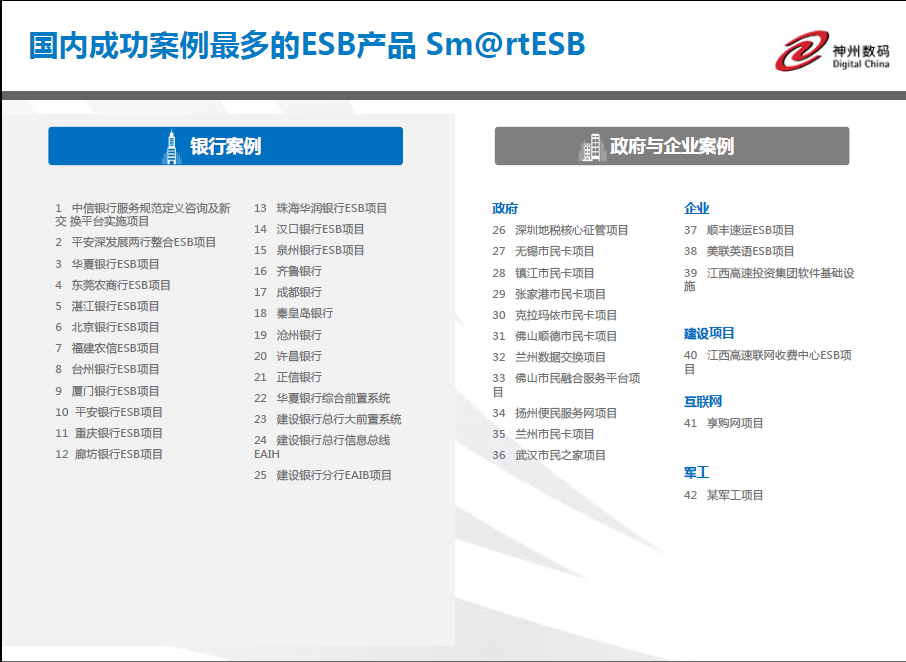 国内成功案例最多的ESB产品 Sm@rtESB
神州数码
Digital China
银行案例
1 中信银行服务规范定义咨询及新
交 换平台实施项目
2 平安深发展两行整合ESB项目
3 华夏银行ESB项目
4 东莞农商行ESB项目
5 湛江银行ESB项目
6 北京银行ESB项目
7 福建农信ESB项目
8 台州银行ESB项目
9 厦门银行ESB项目
10 平安银行ESB项目
11 重庆银行ESB项目
12 廊坊银行ESB项目
13 珠海华润银行ESB项目
14 汉口银行ESB项目
15 泉州银行ESB项目
16 齐鲁银行
17 成都银行
18 秦皇岛银行
19 沧州银行
20 许昌银行
21 正信银行
22 华夏银行综合前置系统
23 建设银行总行大前置系统
24 建设银行总行信息总线
EAIH
25 建设银行分行EAIB项目
政府与企业案例
政府
26 深圳地税核心征管项目
27 无锡市民卡项目
28 镇江市民卡项目
29 张家港市民卡项目
30 克拉玛依市民卡项目
31 佛山顺德市民卡项目
32 兰州数据交换项目
33 佛山市民融合服务平台项
目
34 扬州便民服务网项目
35 兰州市民卡项目
36 武汉市民之家项目
企业
37 顺丰速运ESB项目
38 美联英语ESB项目
39 江西高速投资集团软件基础设
施
建设项目
40 江西高速联网收费中心ESB项
目
互联网
41 享购网项目
军工
42 某军工项目